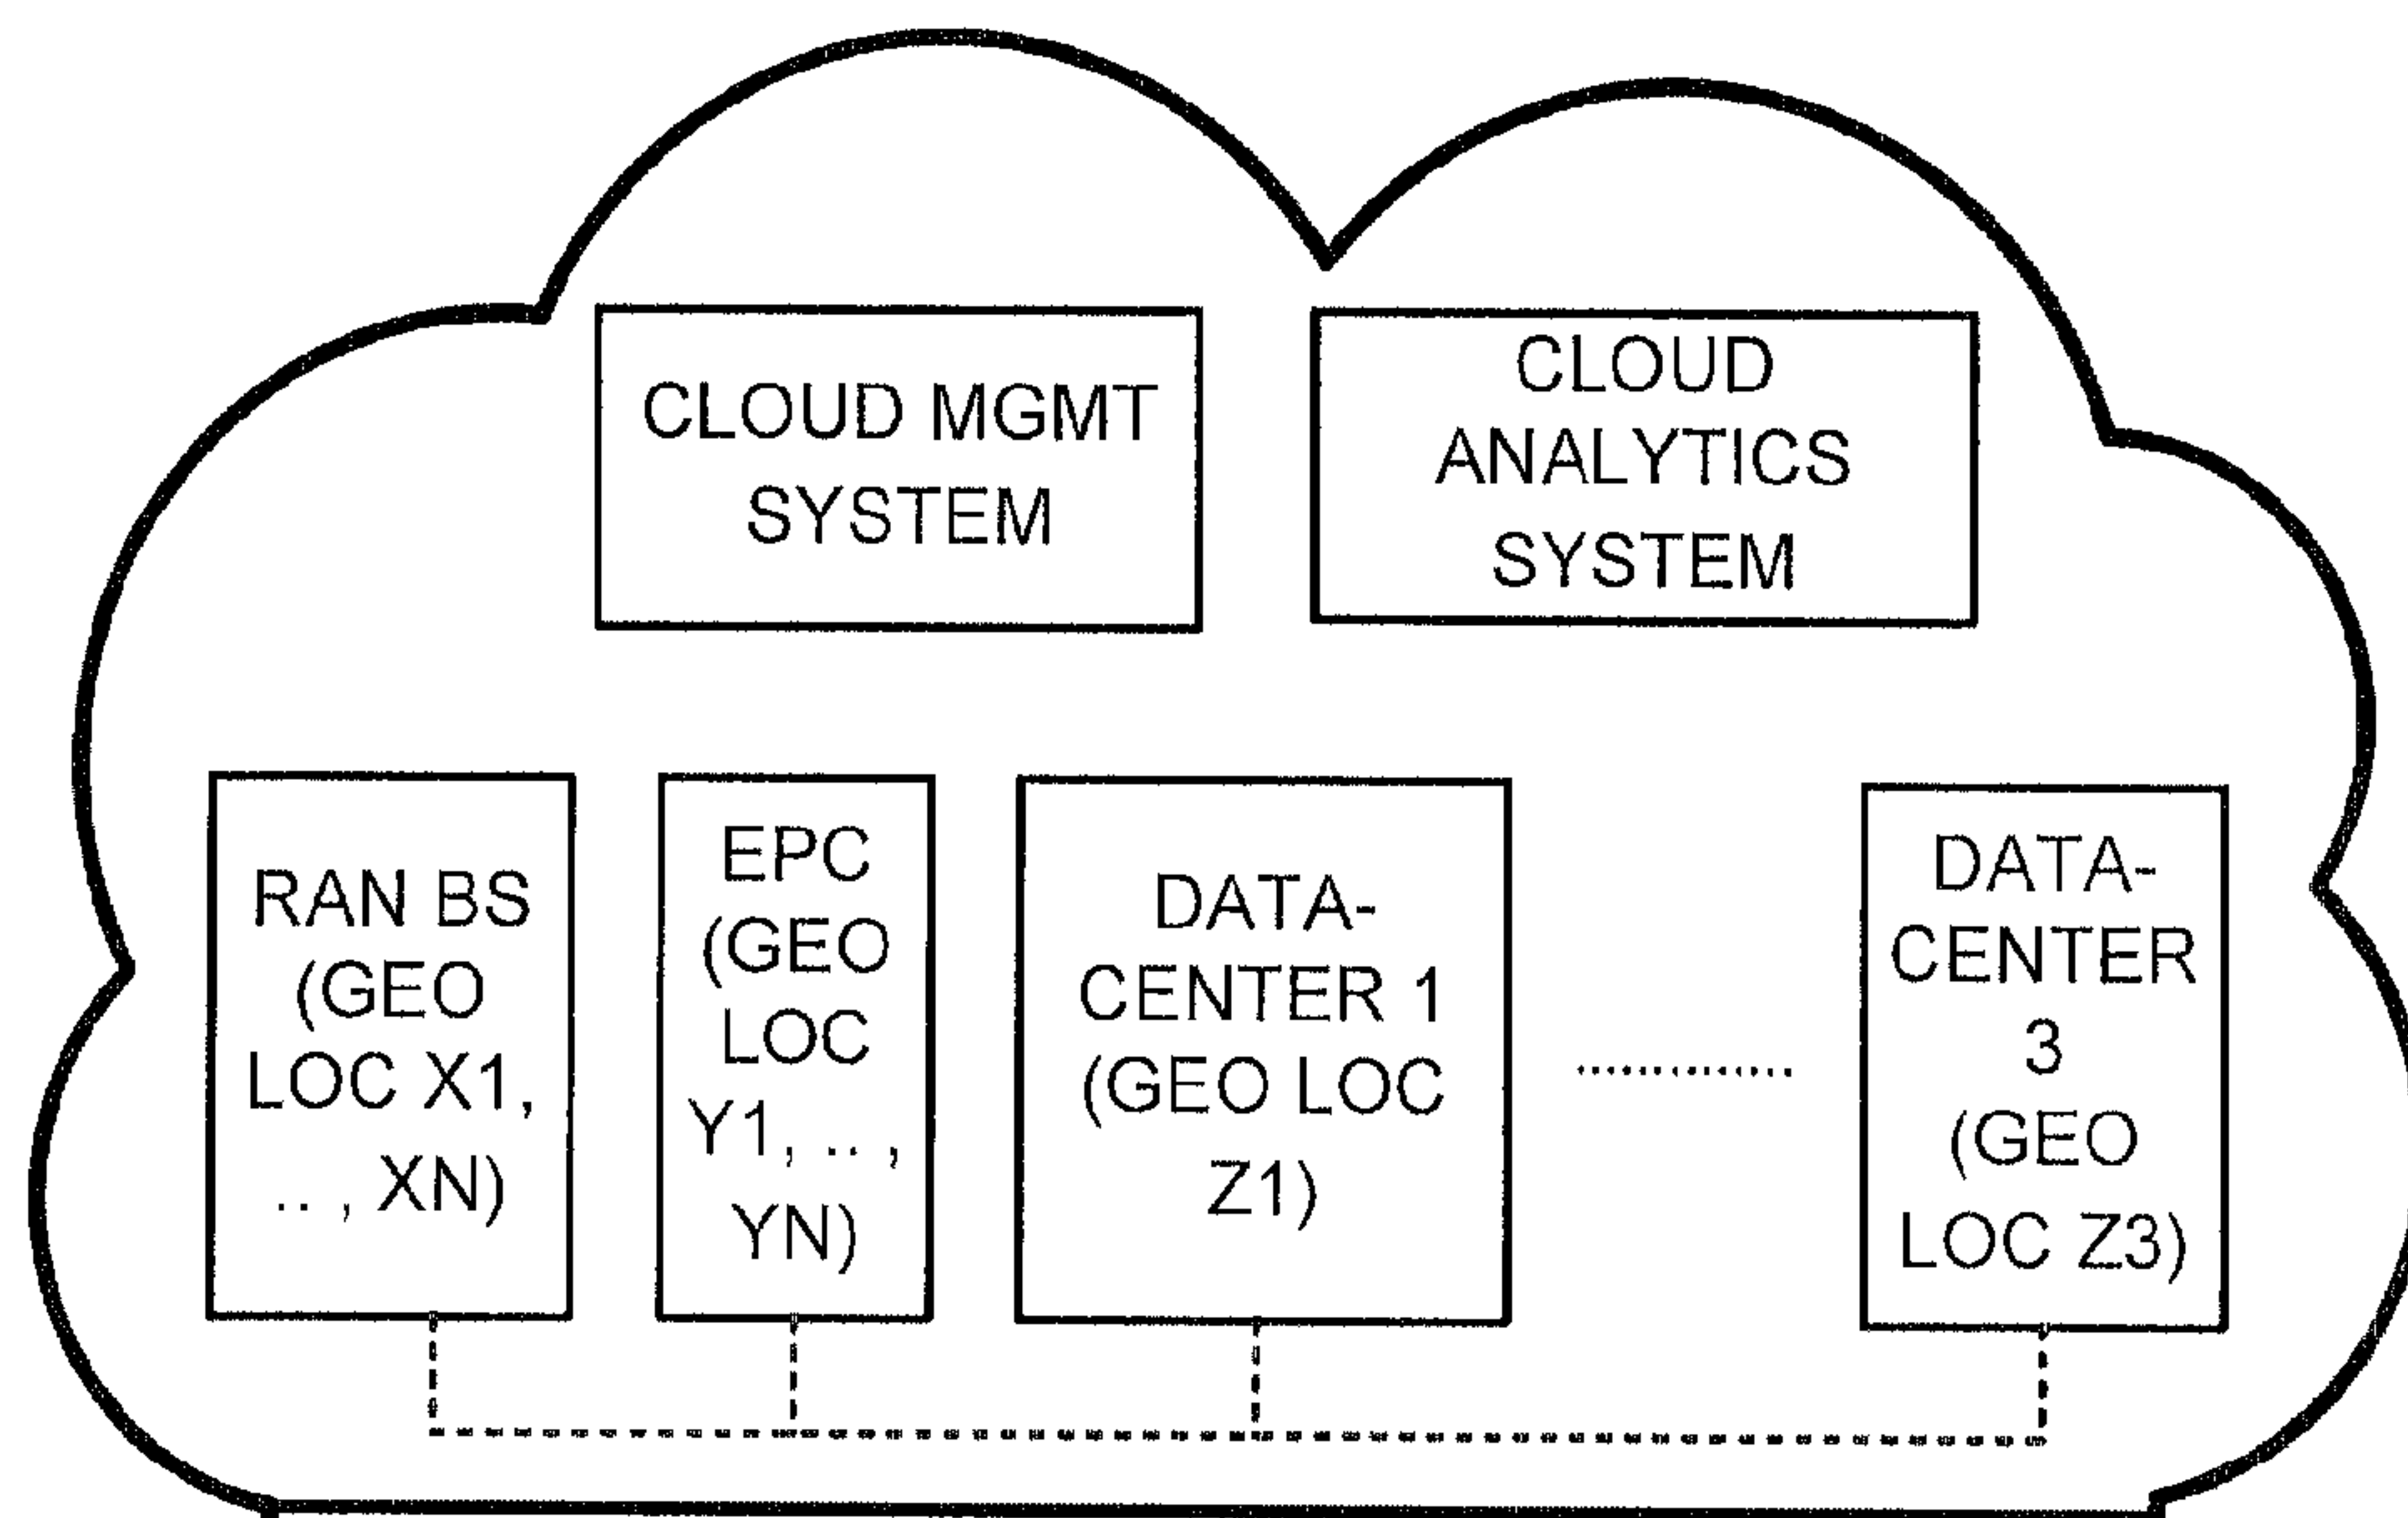 CLOUD MGMT
SYSTEM
CLOUD
ANALYTICS
SYSTEM
RAN BS
(GEO
LOC X1,
.. , XN)
EPC
(GEO
LOC
Y1, .. ,
YN)
DATA-
CENTER 1
(GEO LOC
Z1)
DATA-
CENTER
3
(GEO
LOC Z3)